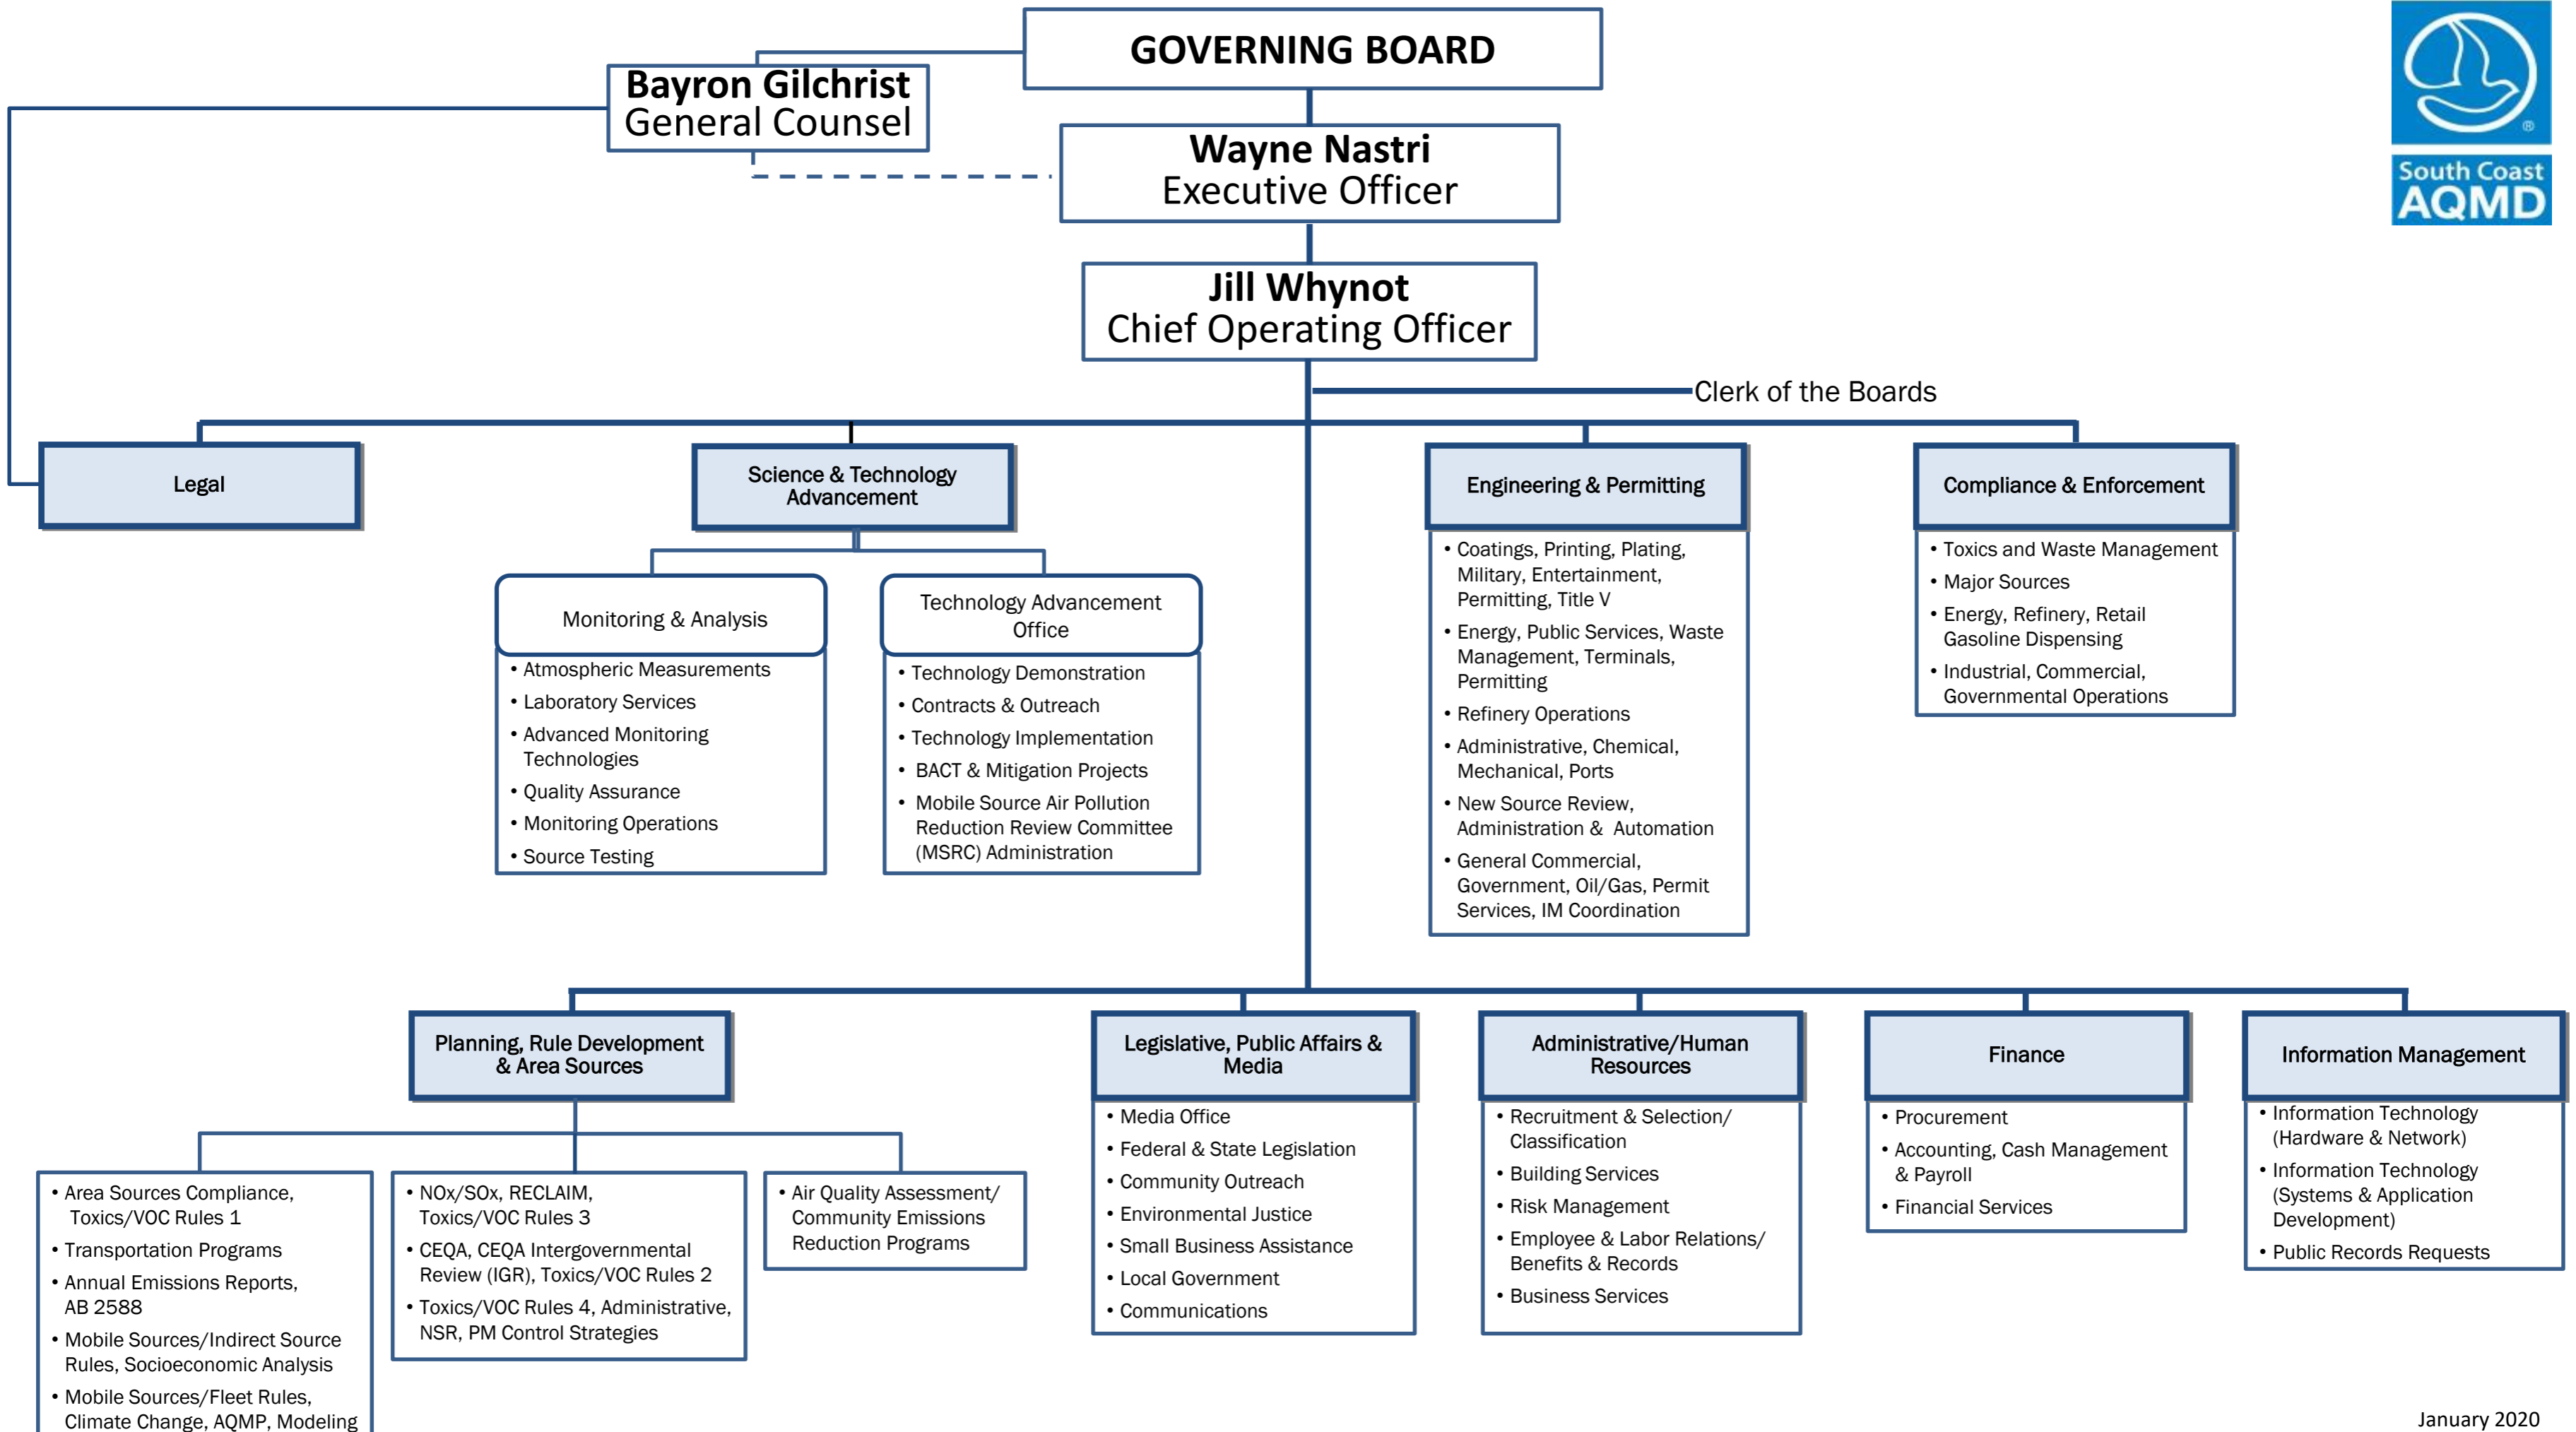 GOVERNING BOARD
Bayron Gilchrist
General Counsel
Wayne Nastri
Executive Officer
Jill Whynot
Chief Operating Officer
®
South Coast
AQMD
Clerk of the Boards
Legal
Science & Technology
Advancement
Engineering & Permitting
Compliance & Enforcement
Monitoring & Analysis
• Atmospheric Measurements
• Laboratory Services
• Advanced Monitoring
Technologies
• Quality Assurance
• Monitoring Operations
• Source Testing
Technology Advancement
Office
• Technology Demonstration
• Contracts & Outreach
• Technology Implementation
• BACT & Mitigation Projects
• Mobile Source Air Pollution
Reduction Review Committee
(MSRC) Administration
• Coatings, Printing, Plating,
Military, Entertainment,
Permitting, Title V
• Energy, Public Services, Waste
Management, Terminals,
Permitting
• Refinery Operations
• Administrative, Chemical,
Mechanical, Ports
• New Source Review,
Administration & Automation
• General Commercial,
Government, Oil/Gas, Permit
Services, IM Coordination
• Toxics and Waste Management
• Major Sources
• Energy, Refinery, Retail
Gasoline Dispensing
• Industrial, Commercial,
Governmental Operations
Planning, Rule Development
& Area Sources
Legislative, Public Affairs &
Media
Administrative/Human
Resources
Finance
Information Management
• Area Sources Compliance,
Toxics/VOC Rules 1
• Transportation Programs
• Annual Emissions Reports,
AB 2588
• Mobile Sources/Indirect Source
Rules, Socioeconomic Analysis
• Mobile Sources/Fleet Rules,
Climate Change, AQMP, Modeling
• NOx/SOx, RECLAIM,
Toxics/VOC Rules 3
• CEQA, CEQA Intergovernmental
Review (IGR), Toxics/VOC Rules 2
• Toxics/VOC Rules 4, Administrative,
NSR, PM Control Strategies
• Air Quality Assessment/
Community Emissions
Reduction Programs
• Media Office
• Federal & State Legislation
• Community Outreach
• Environmental Justice
• Small Business Assistance
• Local Government
• Communications
• Recruitment & Selection/
Classification
• Building Services
• Risk Management
• Employee & Labor Relations/
Benefits & Records
• Business Services
• Procurement
• Accounting, Cash Management
& Payroll
• Financial Services
• Information Technology
(Hardware & Network)
• Information Technology
(Systems & Application
Development)
• Public Records Requests
January 2020